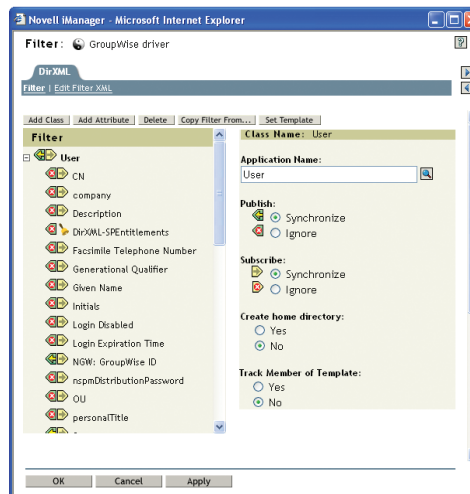 Novell iManager - Microsoft Internet Explorer
Filter: GroupWise driver
?
DirXML
Filter | Edit Filter XML
Add Class Add Attribute Delete Copy Filter From... Set Template
Filter
User
CN
company
Description
DirXML-SPEntitlements
Facsimile Telephone Number
Generational Qualifier
Given Name
Initials
Login Disabled
Login Expiration Time
NGW: GroupWise ID
nspmDistributionPassword
OU
personalTitle
Class Name: User
Application Name:
User
Publish:
Synchronize
Ignore
Subscribe:
Synchronize
Ignore
Create home directory:
Yes
No
Track Member of Template:
Yes
No
OK Cancel Apply